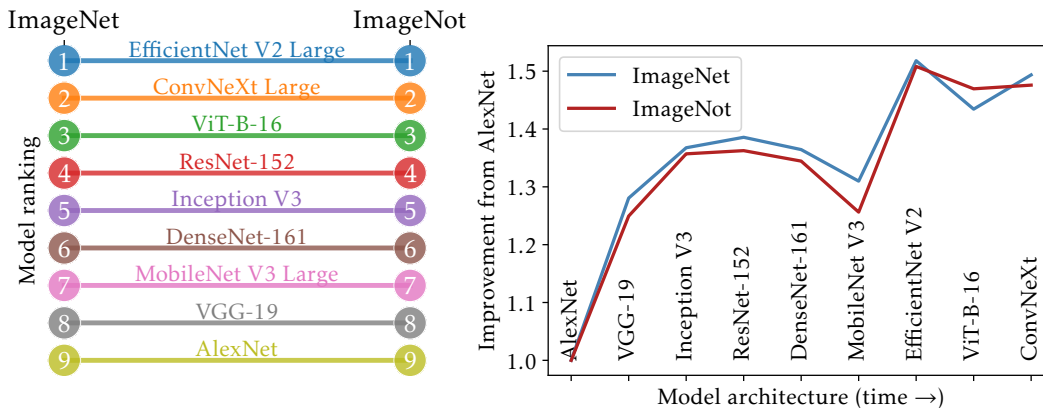 ImageNet
ImageNot
Model ranking
1 EfficientNet V2 Large 1
2 ConvNeXt Large 2
3 ViT-B-16 3
4 ResNet-152 4
5 Inception V3 5
6 DenseNet-161 6
7 MobileNet V3 Large 7
8 VGG-19 8
9 AlexNet 9
Improvement from AlexNet
1.5
1.4
1.3
1.2
1.1
1.0
ImageNet
ImageNot
AlexNet
VGG-19
Inception V3
ResNet-152
DenseNet-161
MobileNet V3
EfficientNet V2
ViT-B-16
ConvNeXt
Model architecture (time →)